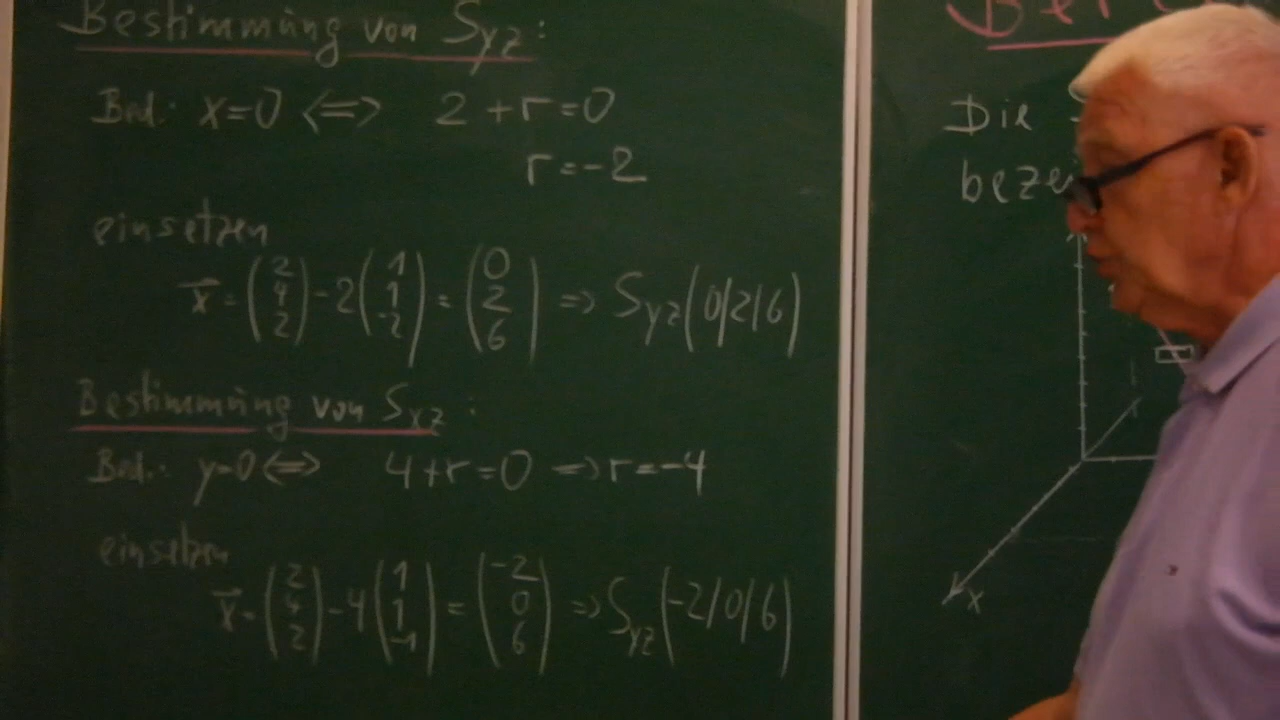 Bestimmung von Syz:
Bed.: x=0 <=> 2 + r = 0
r = -2
einsetzen
x = (2 4 2) - 2 (1 1 -2) = (0 2 6) => Syz (0/2/6)
Bestimmung von Sxz:
Bed.: y=0 <=> 4 + r = 0 => r = -4
einsetzen
x = (2 4 2) - 4 (1 1 -1) = (-2 0 6) => Syz (-2/0/6)
Die
x